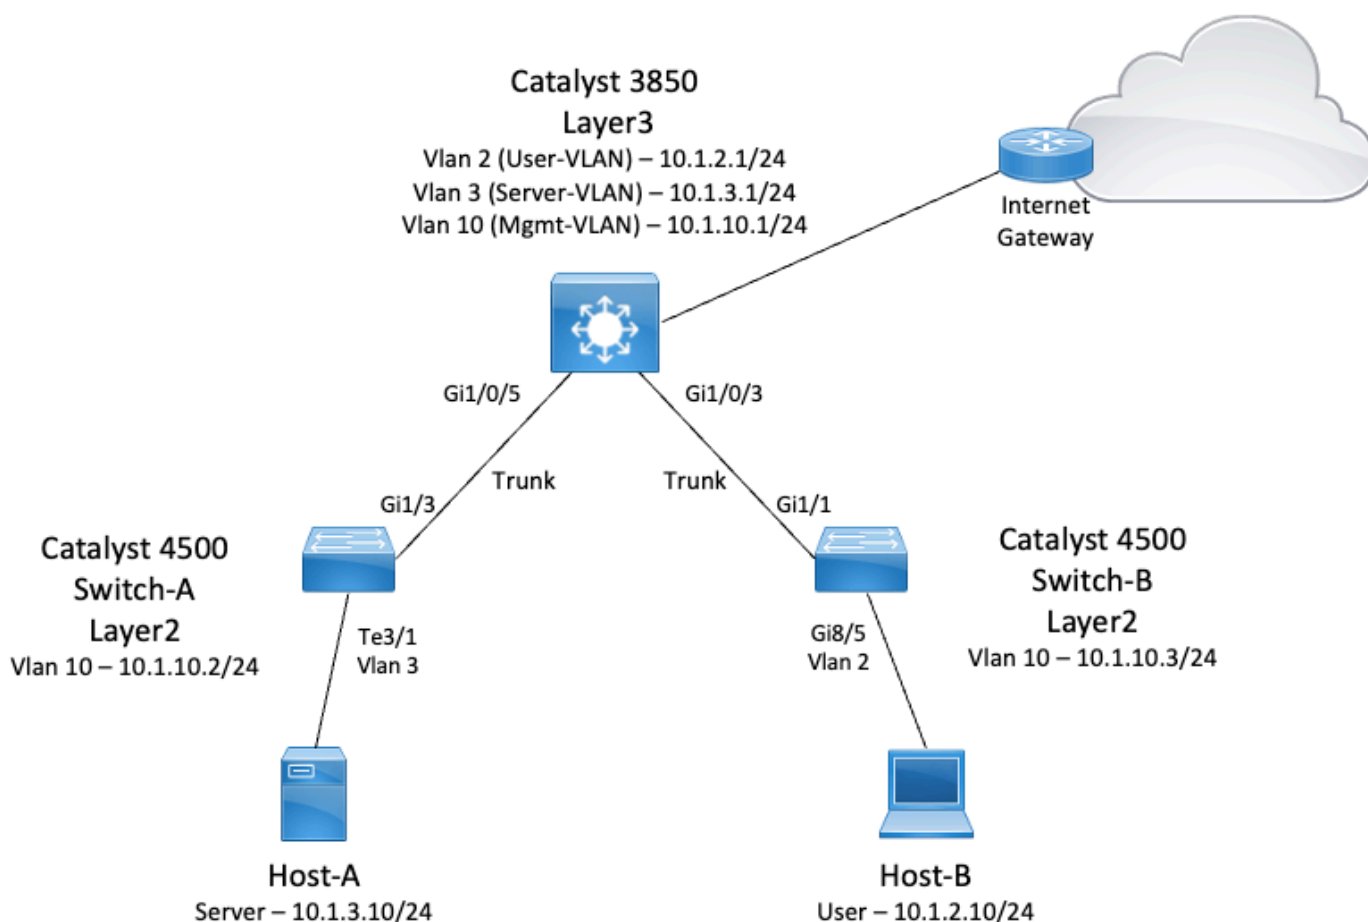 Catalyst 3850
Layer3
Vlan 2 (User-VLAN) – 10.1.2.1/24
Vlan 3 (Server-VLAN) – 10.1.3.1/24
Vlan 10 (Mgmt-VLAN) – 10.1.10.1/24
Internet
Gateway
Gi1/0/5
Gi1/0/3
Trunk
Trunk
Gi1/3
Gi1/1
Catalyst 4500
Switch-A
Layer2
Vlan 10 – 10.1.10.2/24
Catalyst 4500
Switch-B
Layer2
Vlan 10 – 10.1.10.3/24
Te3/1
Vlan 3
Gi8/5
Vlan 2
Host-A
Server – 10.1.3.10/24
Host-B
User – 10.1.2.10/24